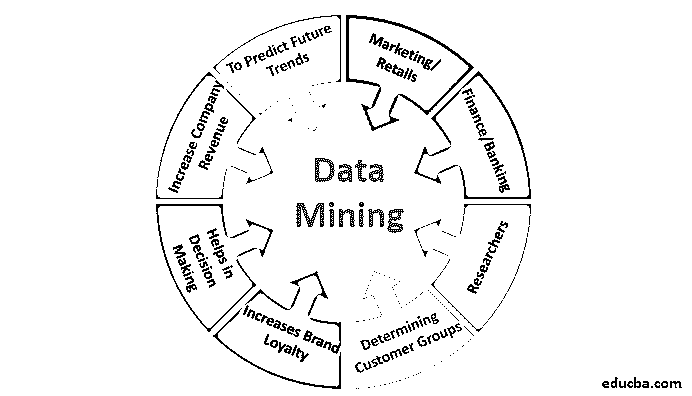 To Predict Future
Trends
Marketing/
Retails
Finance/Banking
Researchers
Determining
Customer Groups
Increases Brand
Loyalty
Helps in
Decision
Making
Increase Company
Revenue
Data
Mining
educba.com